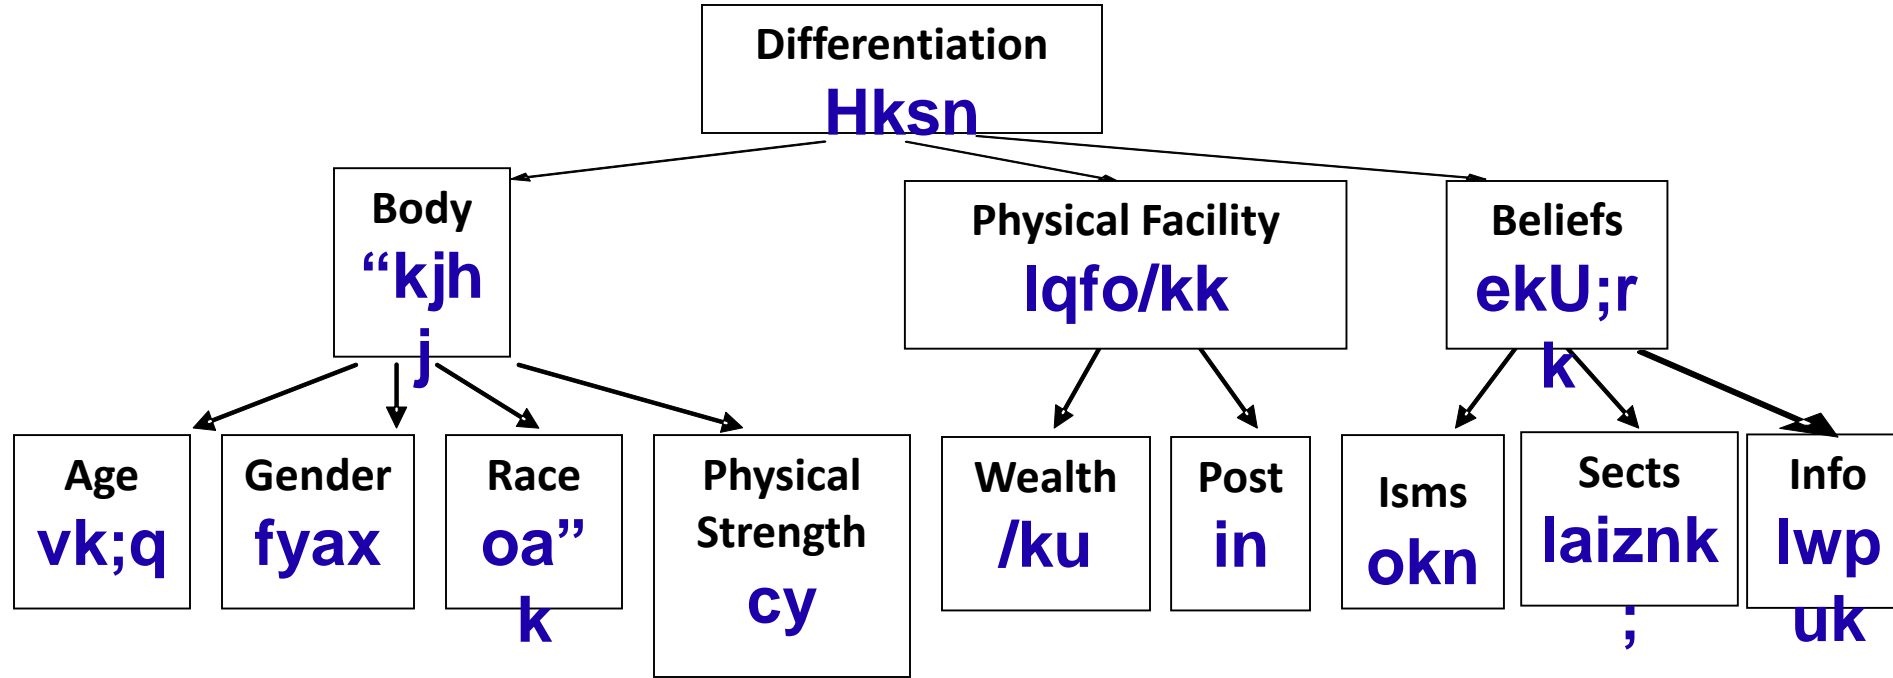 Differentiation
Hksn
Body
“kjh
j
Physical Facility
lqfo/kk
Beliefs
ekU;r
k
Age
vk;q
Gender
fyax
Race
oa”
k
Physical
Strength
cy
Wealth
/ku
Post
in
Isms
okn
Sects
laiznk
;
Info
lwp
uk